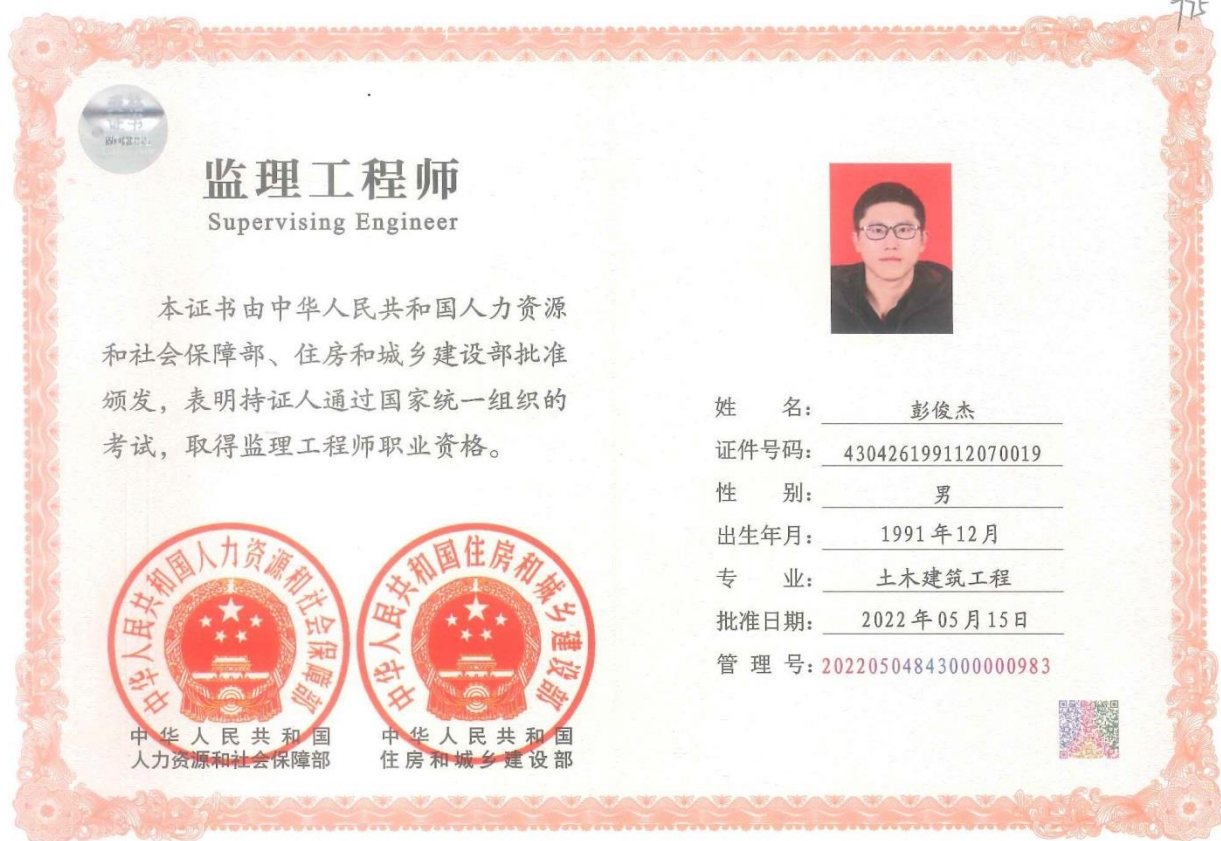 775
监理工程师
Supervising Engineer
本证书由中华人民共和国人力资源
和社会保障部、住房和城乡建设部批准
颁发，表明持证人通过国家统一组织的
考试，取得监理工程师职业资格。
中华人民共和国人力资源和社会保障部
中华人民共和国
人力资源和社会保障部
中华人民共和国住房和城乡建设部
中华人民共和国
住房和城乡建设部
姓 名：彭俊杰
证件号码：430426199112070019
性 别：男
出生年月：1991年12月
专 业：土木建筑工程
批准日期：2022年05月15日
管 理 号：20220504843000000983